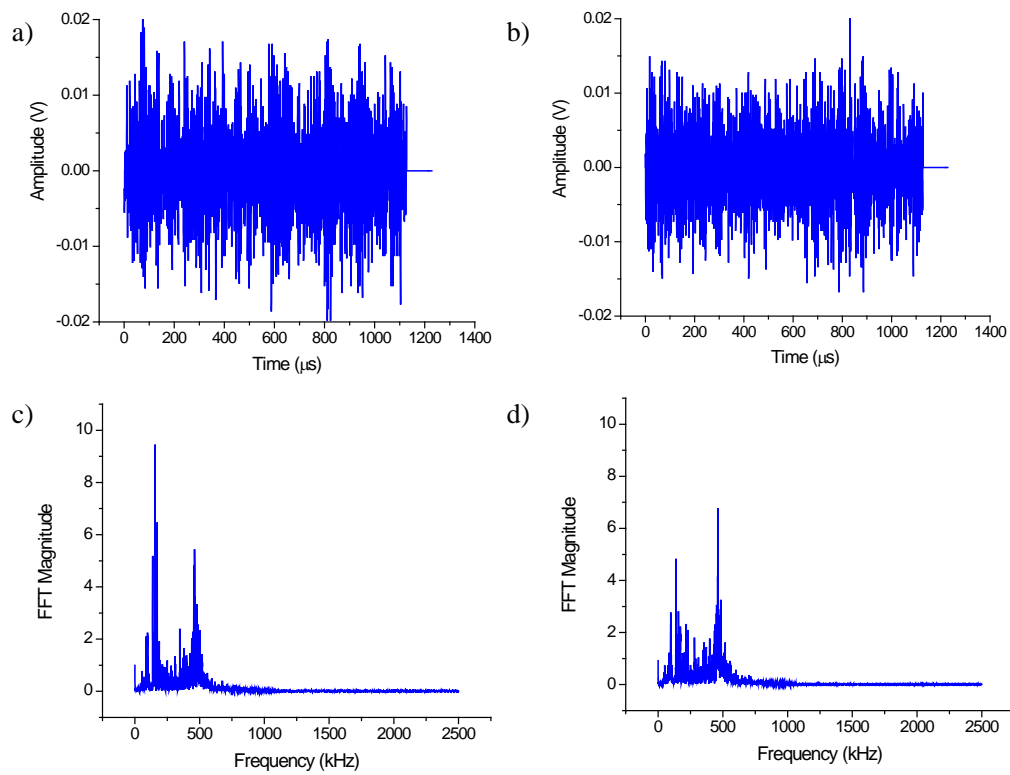 a)
0.02
0.01
0.00
-0.01
-0.02
Amplitude (V)
0 200 400 600 800 1000 1200 1400
Time (μs)
b)
0.02
0.01
0.00
-0.01
-0.02
Amplitude (V)
0 200 400 600 800 1000 1200 1400
Time (μs)
c)
10
8
6
4
2
0
FFT Magnitude
0 500 1000 1500 2000 2500
Frequency (kHz)
d)
10
8
6
4
2
0
FFT Magnitude
0 500 1000 1500 2000 2500
Frequency (kHz)